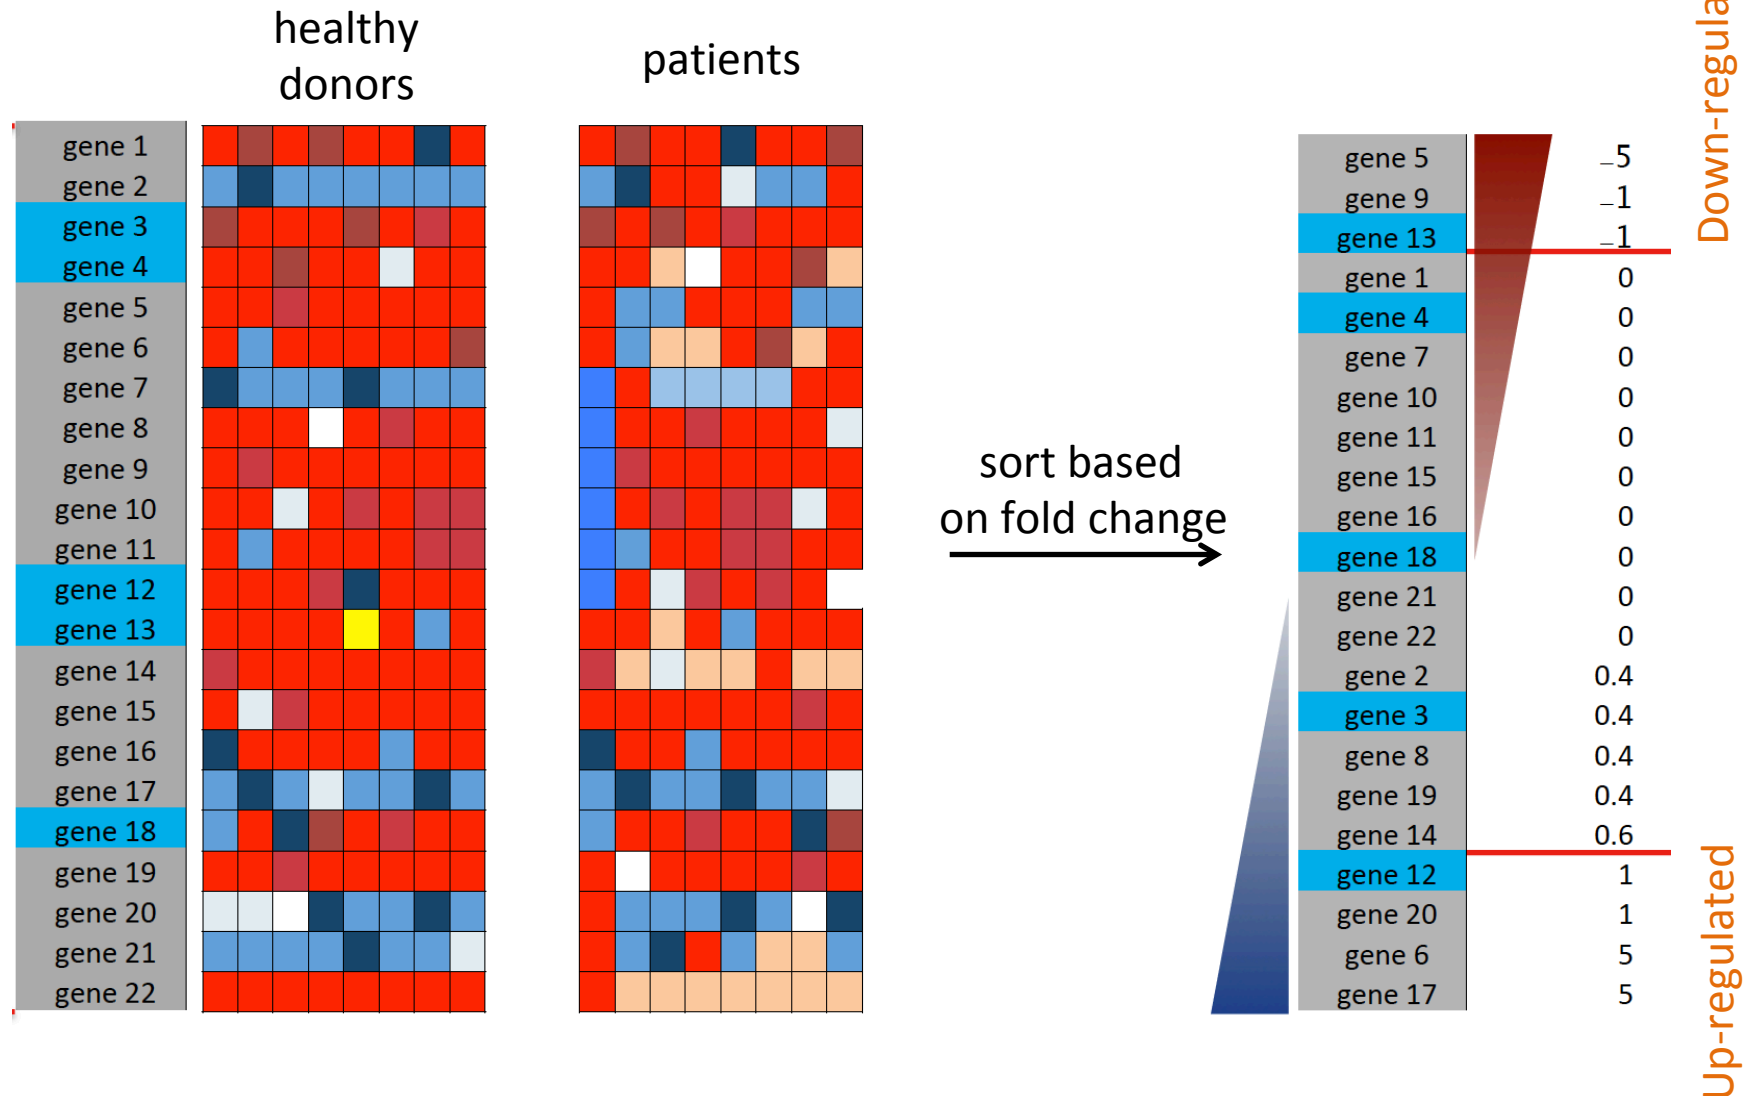 healthy
donors
patients
gene 1
gene 2
gene 3
gene 4
gene 5
gene 6
gene 7
gene 8
gene 9
gene 10
gene 11
gene 12
gene 13
gene 14
gene 15
gene 16
gene 17
gene 18
gene 19
gene 20
gene 21
gene 22
sort based
on fold change
gene 5 –5
gene 9 –1
gene 13 –1
gene 1 0
gene 4 0
gene 7 0
gene 10 0
gene 11 0
gene 15 0
gene 16 0
gene 18 0
gene 21 0
gene 22 0
gene 2 0.4
gene 3 0.4
gene 8 0.4
gene 19 0.4
gene 14 0.6
gene 12 1
gene 20 1
gene 6 5
gene 17 5
Down-regula
Up-regulated